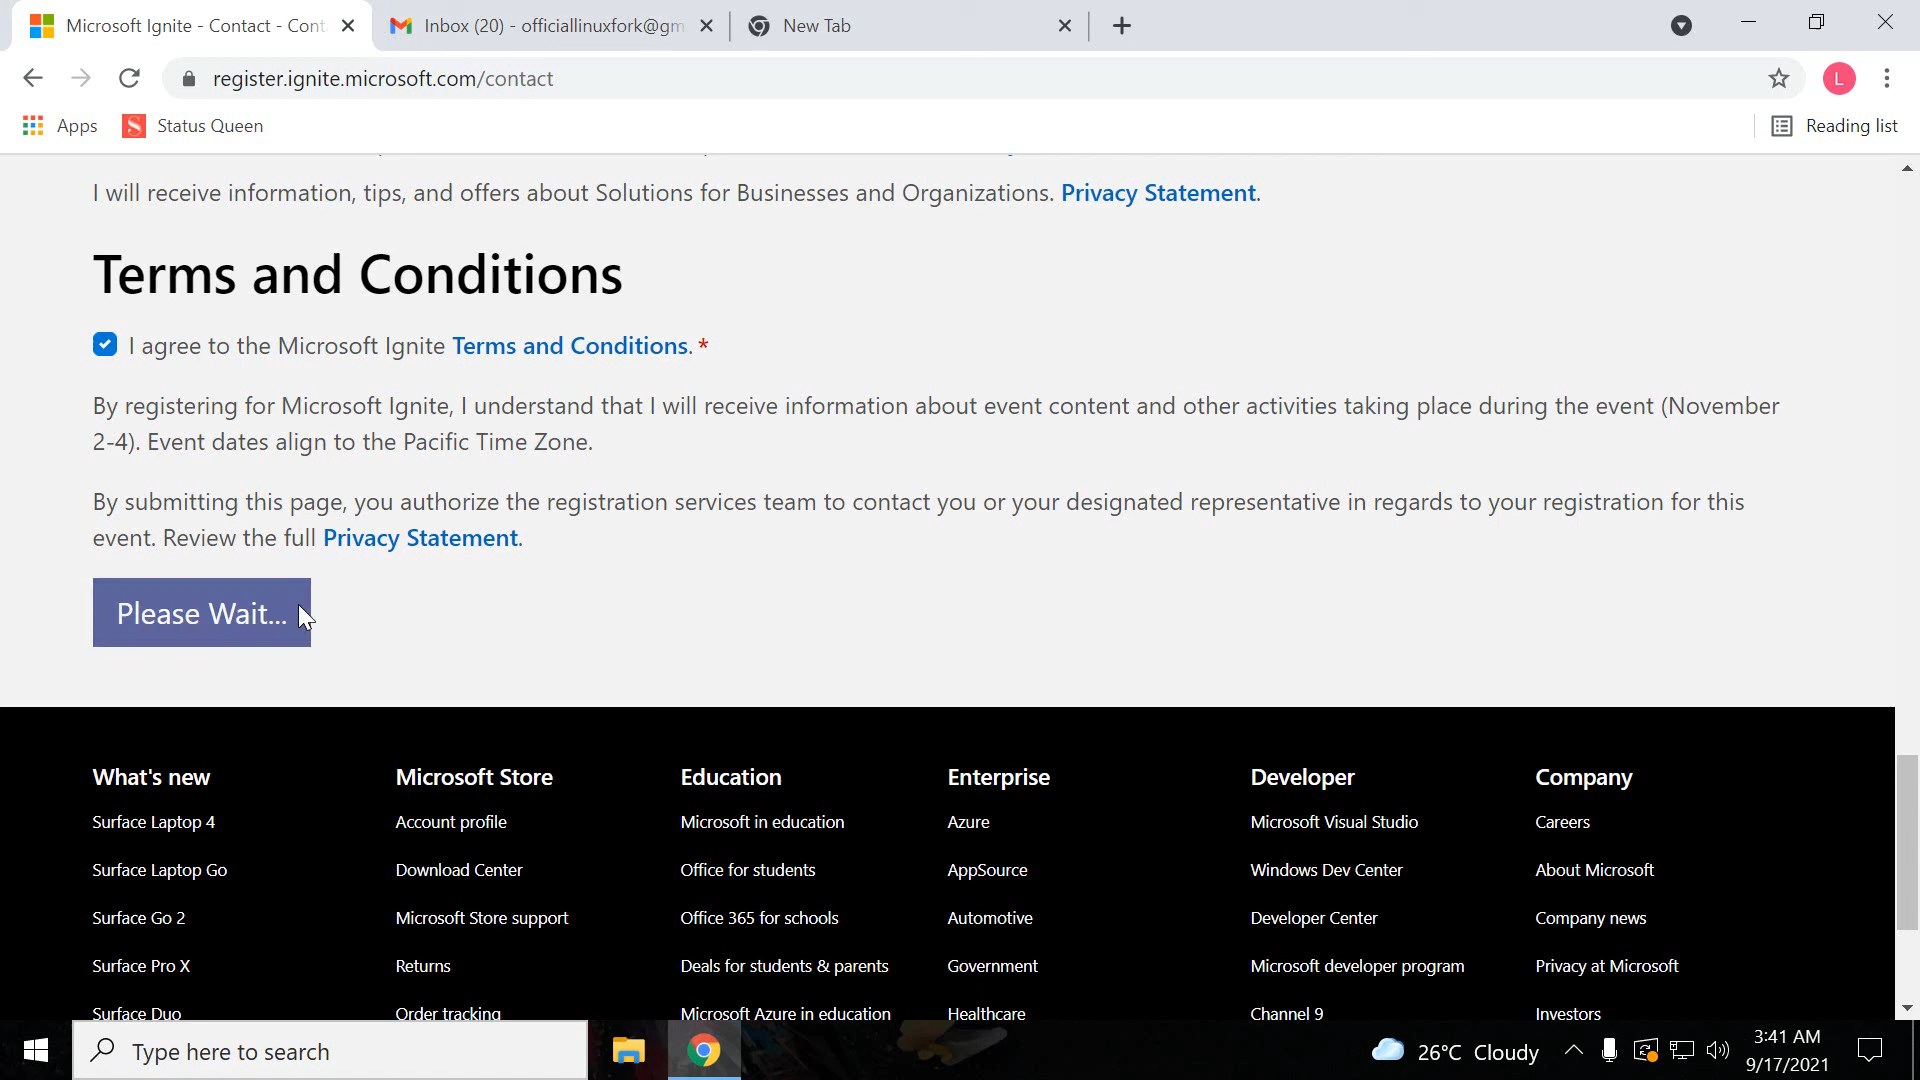 Microsoft Ignite - Contact - Cont
Inbox (20) - officiallinuxfork@gm
New Tab
register.ignite.microsoft.com/contact
L
Apps
Status Queen
Reading list
I will receive information, tips, and offers about Solutions for Businesses and Organizations. Privacy Statement.
Terms and Conditions
I agree to the Microsoft Ignite Terms and Conditions. *
By registering for Microsoft Ignite, I understand that I will receive information about event content and other activities taking place during the event (November
2-4). Event dates align to the Pacific Time Zone.
By submitting this page, you authorize the registration services team to contact you or your designated representative in regards to your registration for this
event. Review the full Privacy Statement.
Please Wait...
What's new
Microsoft Store
Education
Enterprise
Developer
Company
Surface Laptop 4
Account profile
Microsoft in education
Azure
Microsoft Visual Studio
Careers
Surface Laptop Go
Download Center
Office for students
AppSource
Windows Dev Center
About Microsoft
Surface Go 2
Microsoft Store support
Office 365 for schools
Automotive
Developer Center
Company news
Surface Pro X
Returns
Deals for students & parents
Government
Microsoft developer program
Privacy at Microsoft
Surface Duo
Order tracking
Microsoft Azure in education
Healthcare
Channel 9
Investors
Type here to search
26°C Cloudy
3:41 AM
9/17/2021